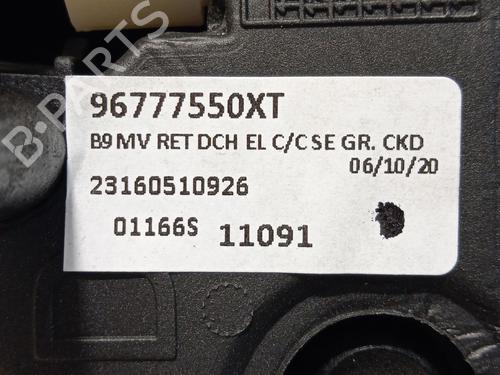 B-PARTS
96777550XT
B9 MV RET DCH EL C/C SE GR. CKD
06/10/20
23160510926
01166S 11091